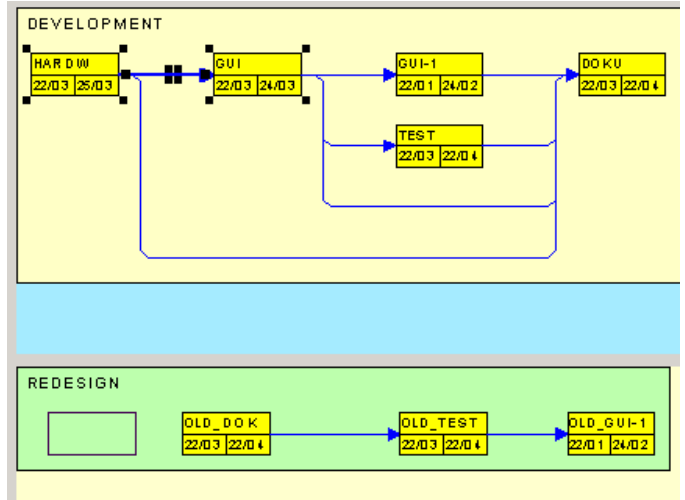 DEVELOPMENT
HARDW
22/03 25/03
GUI
22/03 24/03
GUI-1
22/01 24/02
DOKU
22/03 22/04
TEST
22/03 22/04
REDESIGN
OLD_DOK
22/03 22/04
OLD_TEST
22/03 22/04
OLD_GUI-1
22/01 24/02